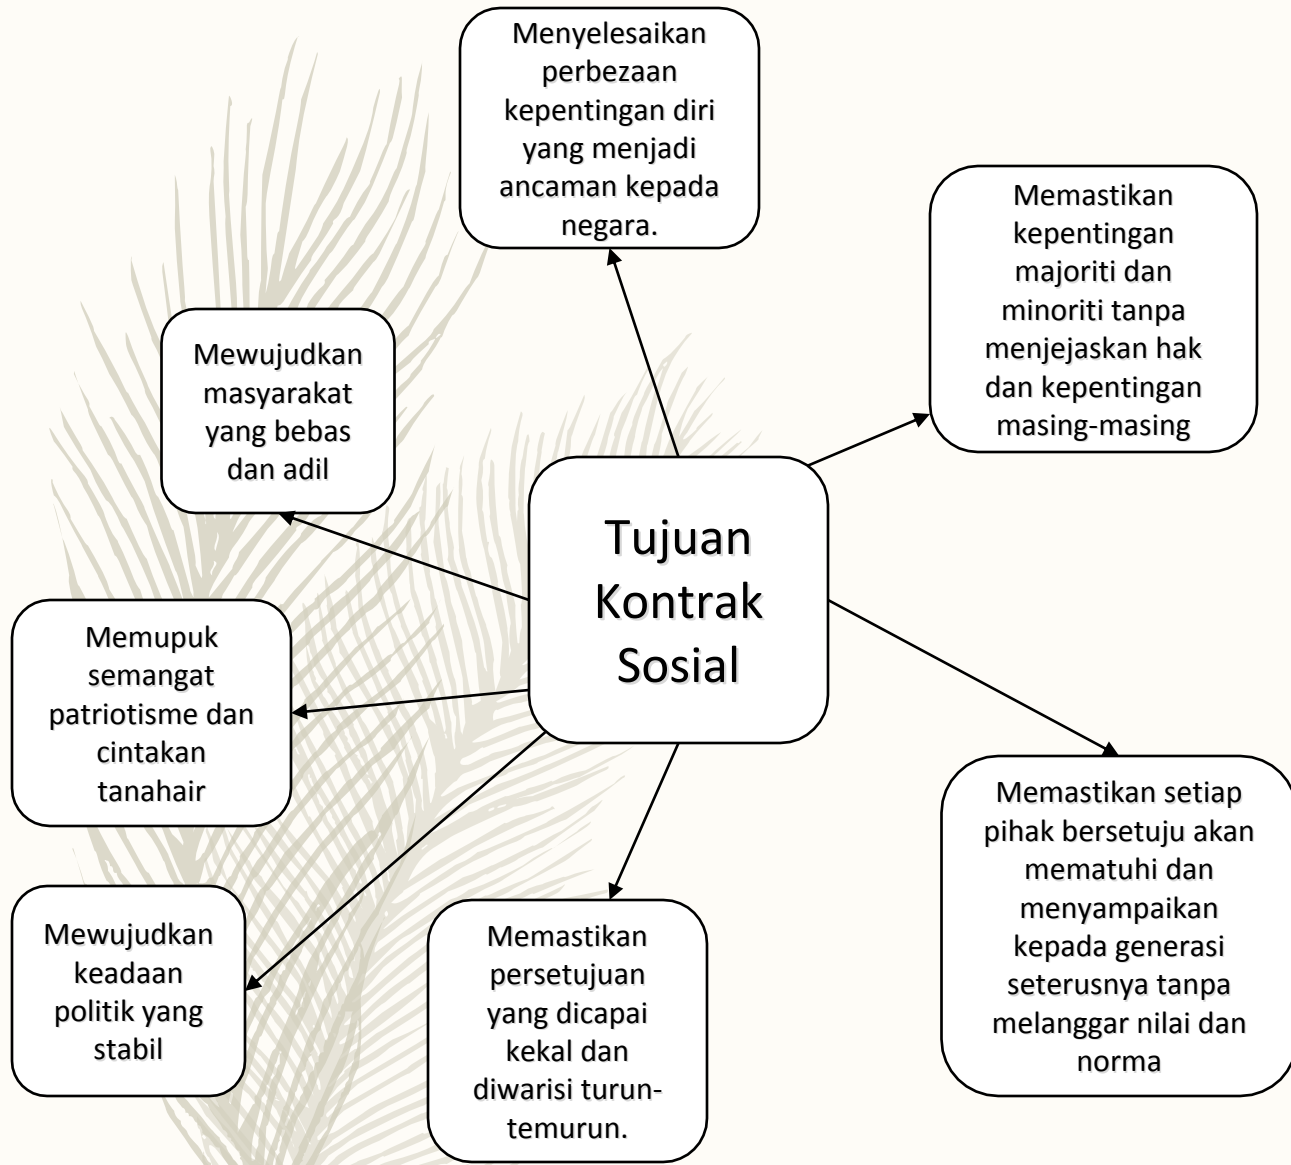 Menyelesaikan
perbezaan
kepentingan diri
yang menjadi
ancaman kepada
negara.
Memastikan
kepentingan
majoriti dan
minoriti tanpa
menjejaskan hak
dan kepentingan
masing-masing
Mewujudkan
masyarakat
yang bebas
dan adil
Tujuan
Kontrak
Sosial
Memupuk
semangat
patriotisme dan
cintakan
tanahair
Memastikan setiap
pihak bersetuju akan
mematuhi dan
menyampaikan
kepada generasi
seterusnya tanpa
melanggar nilai dan
norma
Mewujudkan
keadaan
politik yang
stabil
Memastikan
persetujuan
yang dicapai
kekal dan
diwarisi turun-
temurun.